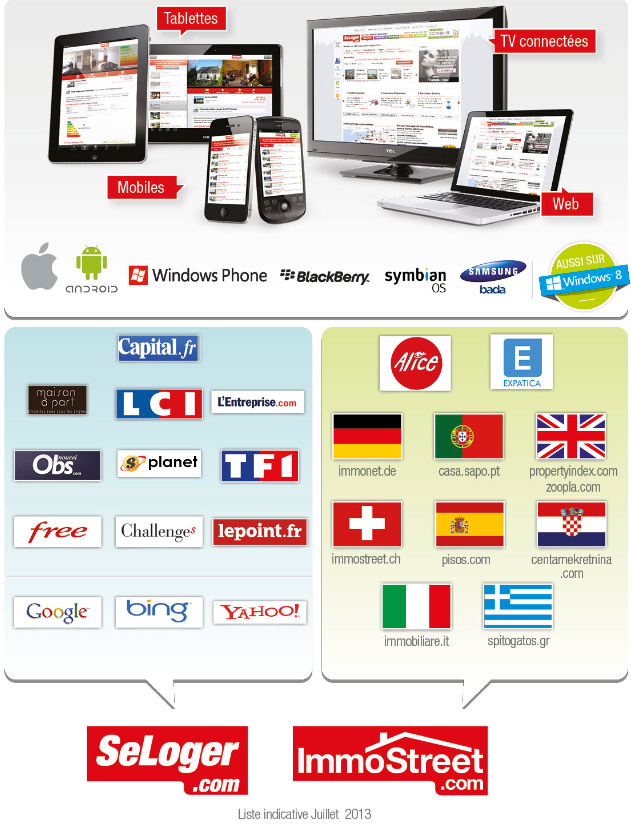 Tablettes
TV connectées
Mobiles
Web
ANDROID
Windows Phone
BlackBerry
symbian
OS
SAMSUNG
bada
AUSSI SUR
Windows 8
Capital.fr
maison
à part
LCI
L'Entreprise.com
nouvel
Obs.com
planet
TF1
free
Challenges
lepoint.fr
Google
bing
YAHOO!
Alice
E
EXPATICA
immonet.de
casa.sapo.pt
propertyindex.com
zoopla.com
immostreet.ch
pisos.com
centarnekretnina
.com
immobiliare.it
spitogatos.gr
SeLoger
.com
ImmoStreet
.com
Liste indicative Juillet 2013